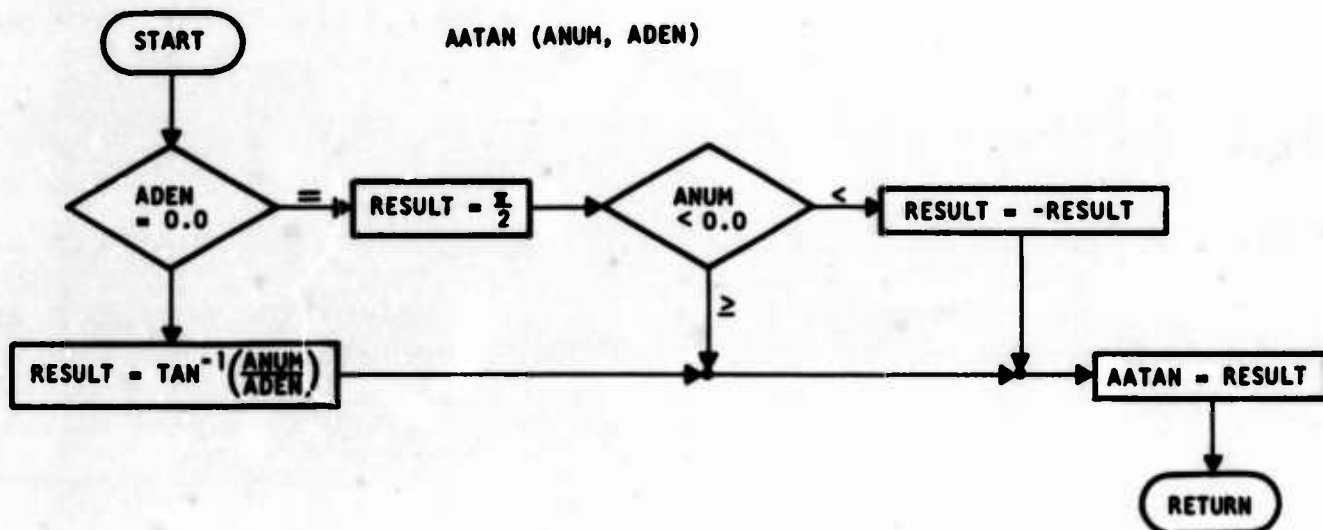 START
AATAN (ANUM, ADEN)
ADEN
= 0.0
=
RESULT = π/2
ANUM
< 0.0
<
RESULT = -RESULT
≥
RESULT = TAN⁻¹(ANUM/ADEN)
AATAN = RESULT
RETURN